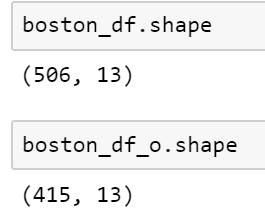 boston_df.shape
(506, 13)
boston_df_o.shape
(415, 13)